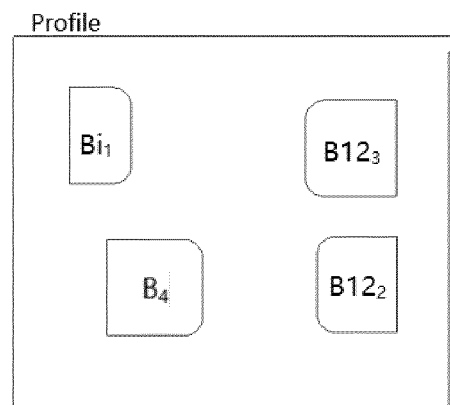 Profile
Bi₁
B12₃
B₄
B12₂